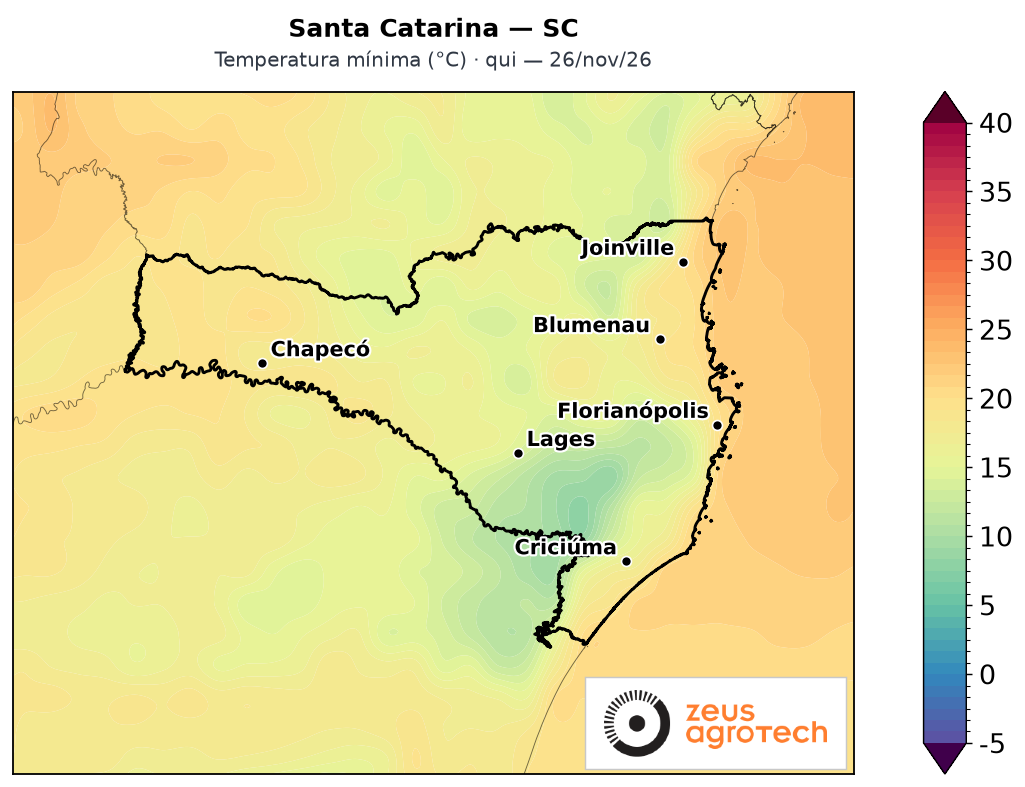 Santa Catarina — SC
Temperatura mínima (°C) · qui — 26/nov/26
Joinville
Blumenau
Chapecó
Florianópolis
Lages
Criciúma
40
35
30
25
20
15
10
5
0
-5
zeus
agrotech